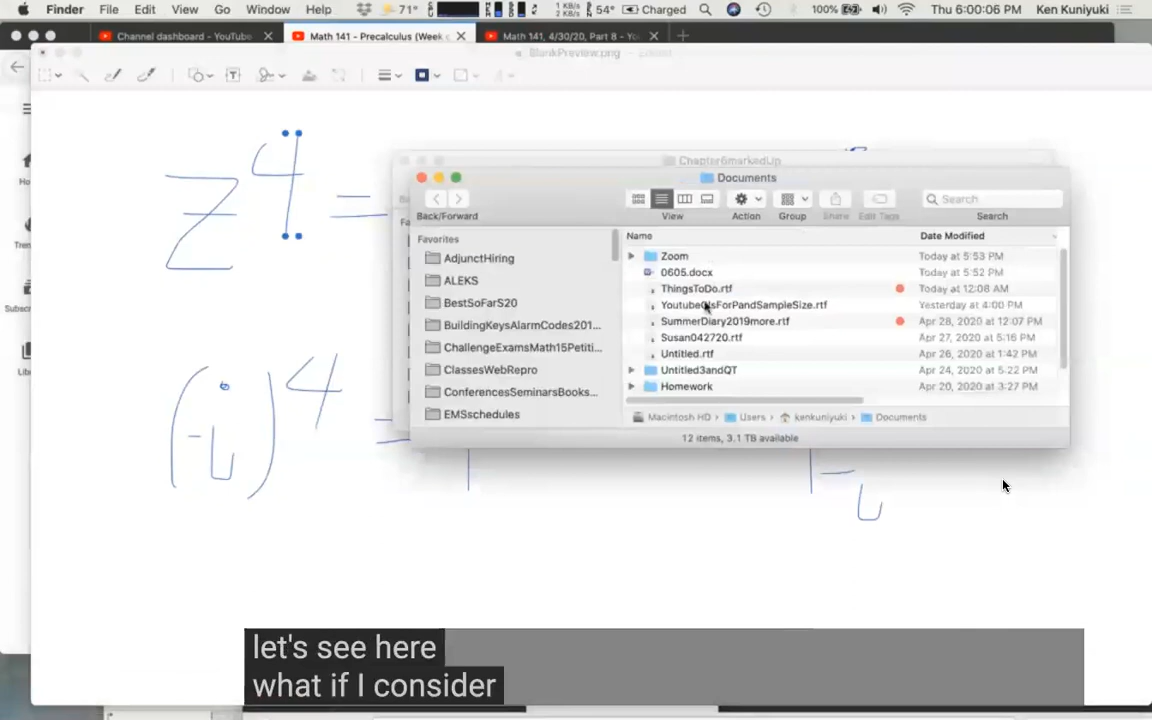 Finder File Edit View Go Window Help 71° 1 KB/s 2 KB/s 54° Charged 100% Thu 6:00:06 PM Ken Kuniyuki
Channel dashboard - YouTube Math 141 - Precalculus (Week Math 141, 4/30/20, Part 8 - Yo
BlankPreview.png — Edited
z⁴ =
Chapter6markedUp
Documents
Back/Forward View Action Group Share Edit Tags Search
Search
Favorites
AdjunctHiring
ALEKS
BestSoFarS20
BuildingKeysAlarmCodes201...
ChallengeExamsMath15Petiti...
ClassesWebRepro
ConferencesSeminarsBooks...
EMSschedules
Name Date Modified
Zoom Today at 5:53 PM
0605.docx Today at 5:52 PM
ThingsToDo.rtf Today at 12:08 AM
YoutubeCIsForPandSampleSize.rtf Yesterday at 4:00 PM
SummerDiary2019more.rtf Apr 28, 2020 at 12:07 PM
Susan042720.rtf Apr 27, 2020 at 5:16 PM
Untitled.rtf Apr 26, 2020 at 1:42 PM
Untitled3andQT Apr 24, 2020 at 5:22 PM
Homework Apr 20, 2020 at 3:27 PM
Macintosh HD › Users › kenkuniyuki › Documents
12 items, 3.1 TB available
(-i)⁴ =
-i
let's see here
what if I consider